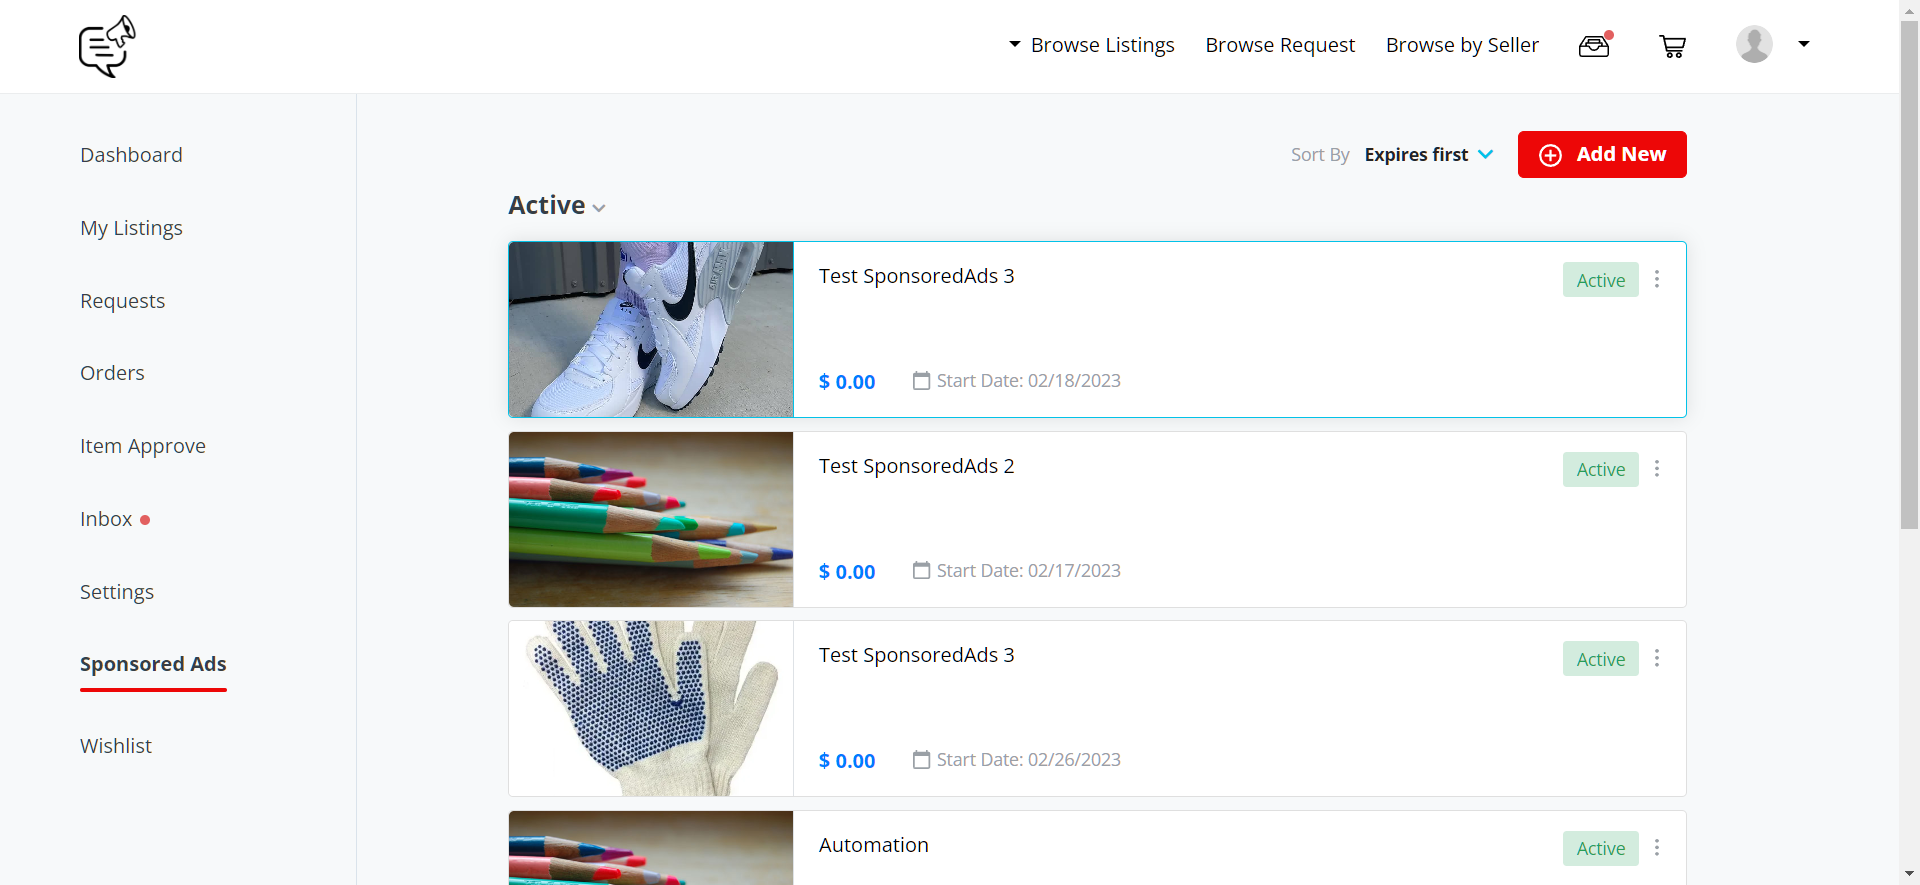 Browse Listings Browse Request Browse by Seller
Dashboard
My Listings
Requests
Orders
Item Approve
Inbox
Settings
Sponsored Ads
Wishlist
Sort By Expires first Add New
Active
Test SponsoredAds 3 Active
$ 0.00 Start Date: 02/18/2023
Test SponsoredAds 2 Active
$ 0.00 Start Date: 02/17/2023
Test SponsoredAds 3 Active
$ 0.00 Start Date: 02/26/2023
Automation Active